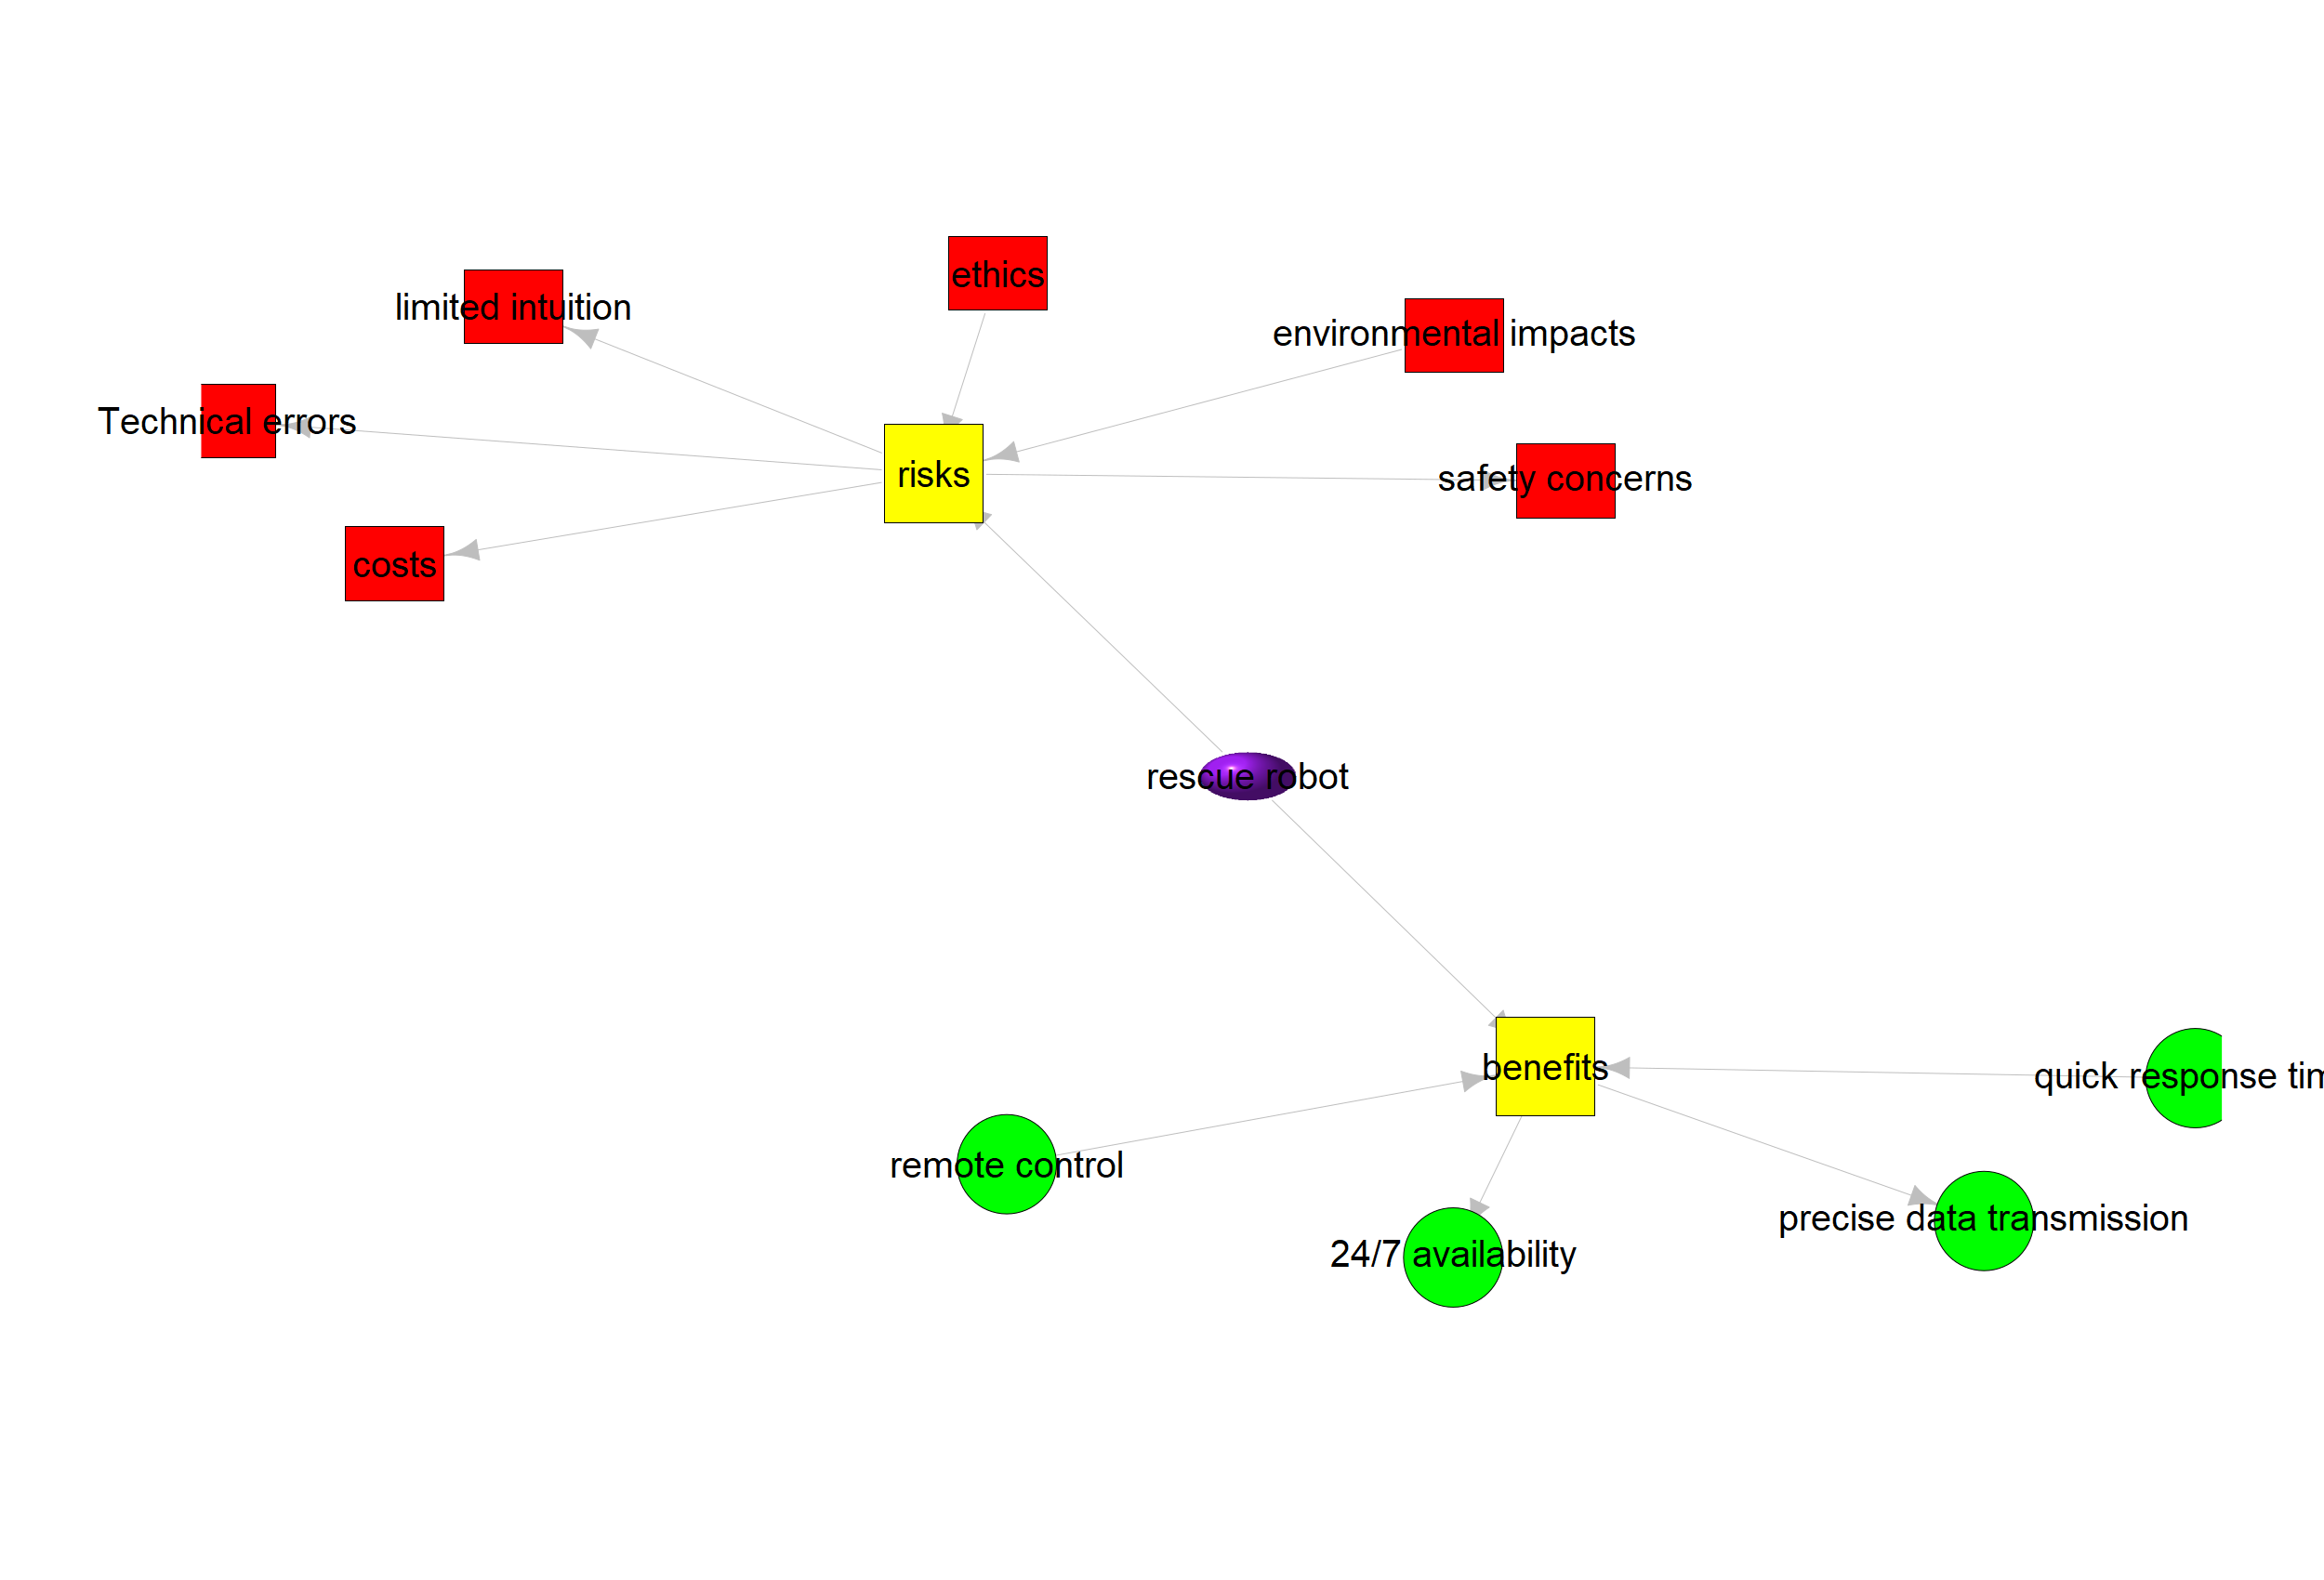 ethics
limited intuition
environmental impacts
Technical errors
risks
safety concerns
costs
rescue robot
benefits
quick response tim
remote control
precise data transmission
24/7 availability